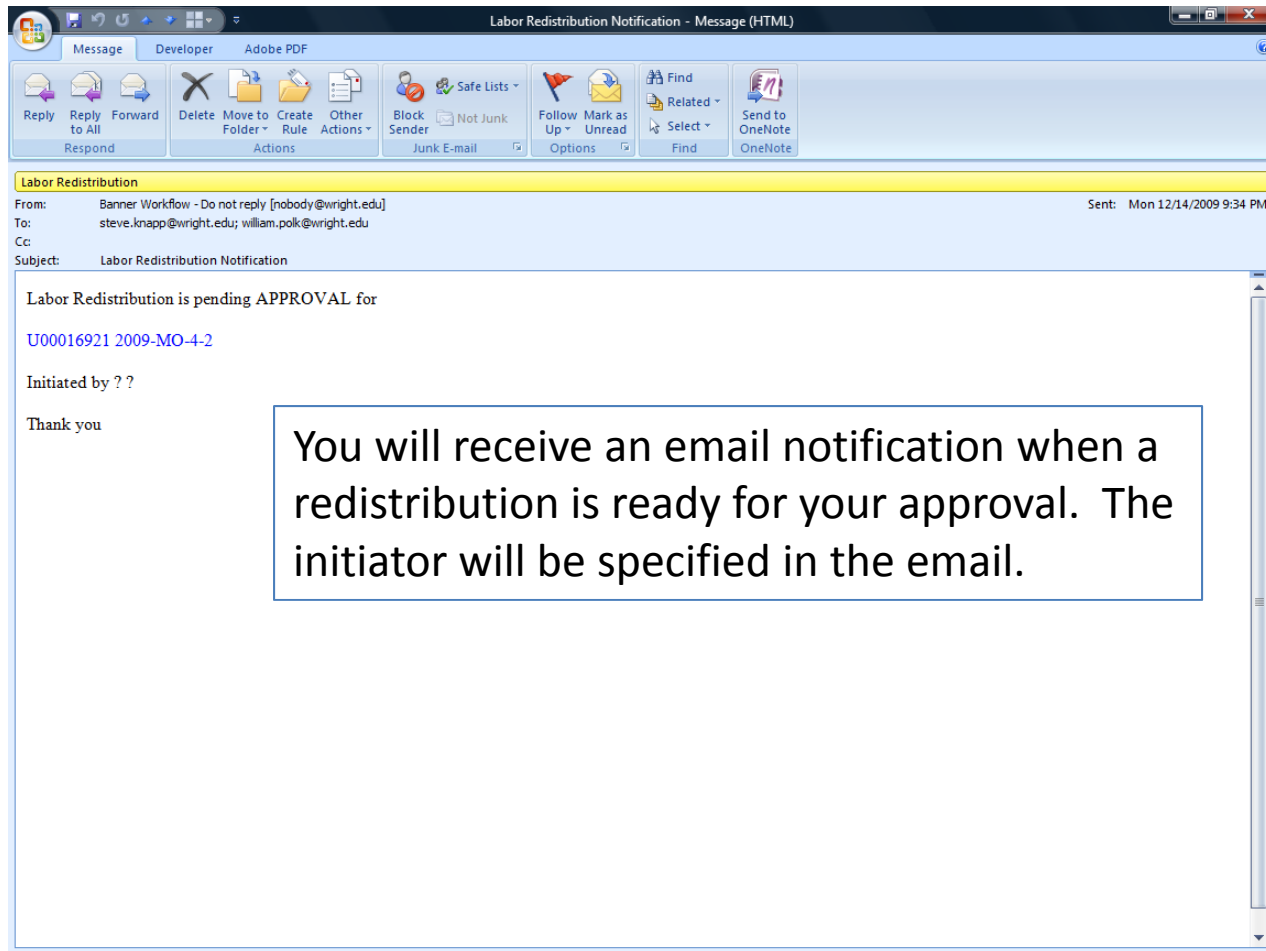 Labor Redistribution Notification - Message (HTML)
Message Developer Adobe PDF
Reply Reply to All Forward
Respond
Delete Move to Folder Create Rule Other Actions
Actions
Block Sender Safe Lists Not Junk
Junk E-mail
Follow Up Mark as Unread
Options
Find Related Select
Find
Send to OneNote
OneNote
Labor Redistribution
From: Banner Workflow - Do not reply [nobody@wright.edu] Sent: Mon 12/14/2009 9:34 PM
To: steve.knapp@wright.edu; william.polk@wright.edu
Cc:
Subject: Labor Redistribution Notification
Labor Redistribution is pending APPROVAL for
U00016921 2009-MO-4-2
Initiated by ? ?
Thank you
You will receive an email notification when a
redistribution is ready for your approval. The
initiator will be specified in the email.